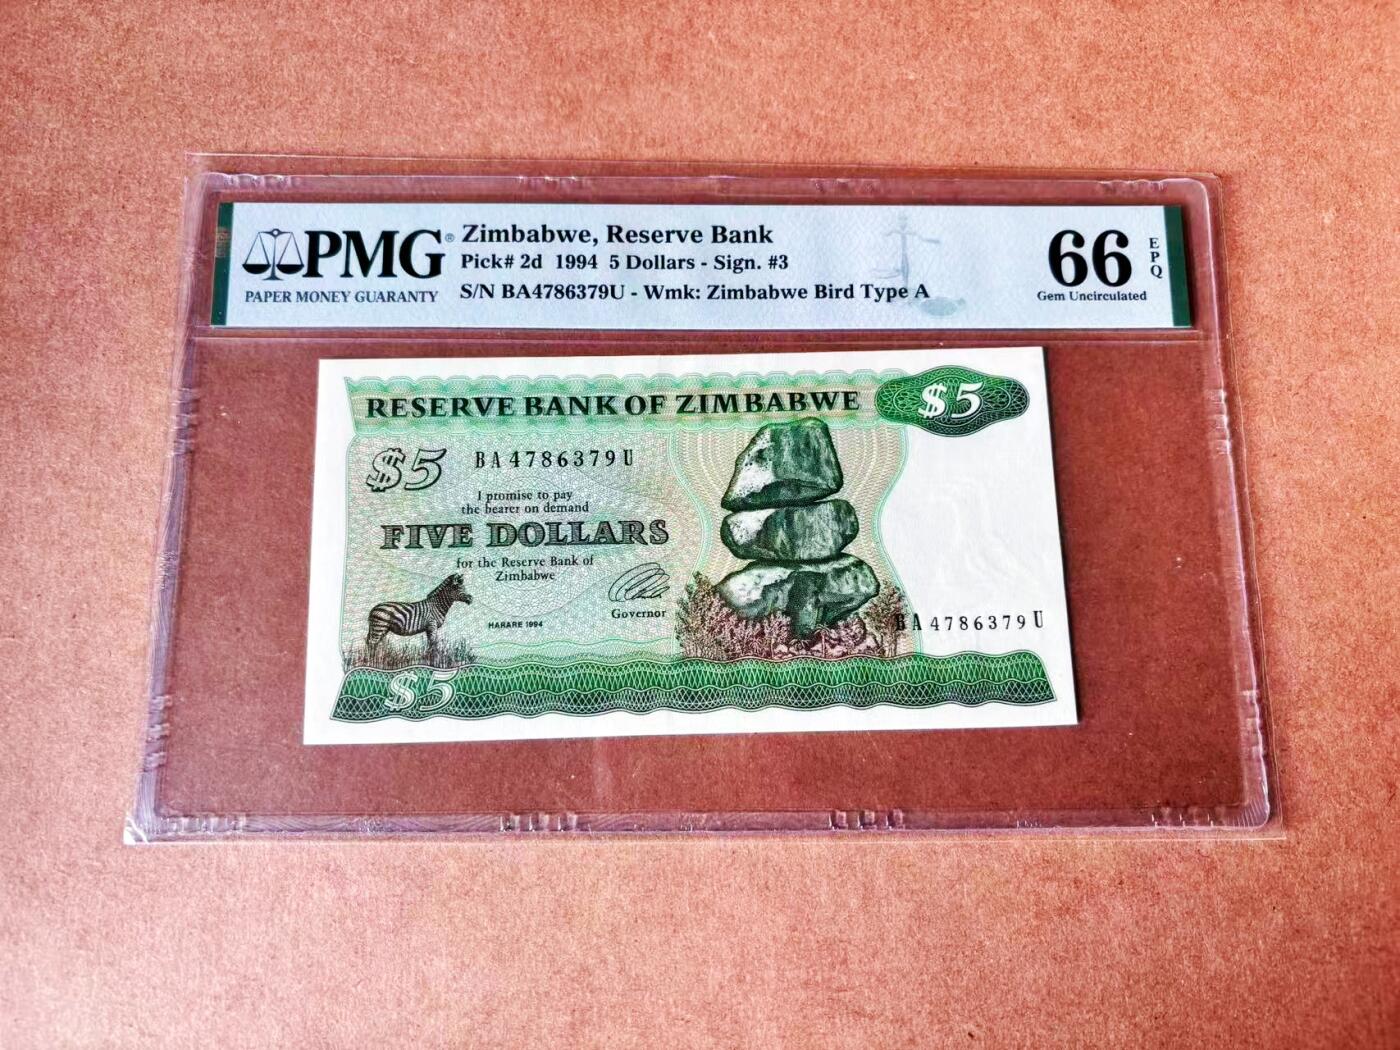 PMG®
PAPER MONEY GUARANTY
Zimbabwe, Reserve Bank
Pick# 2d 1994 5 Dollars - Sign. #3
S/N BA4786379U - Wmk: Zimbabwe Bird Type A
66
EPQ
Gem Uncirculated
RESERVE BANK OF ZIMBABWE
$5
$5
BA4786379U
I promise to pay
the bearer on demand
FIVE DOLLARS
for the Reserve Bank of
Zimbabwe
Governor
HARARE 1994
BA4786379U
$5